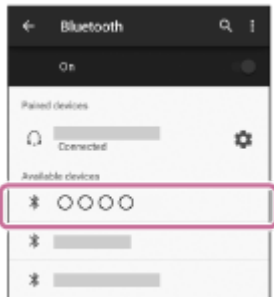 Bluetooth
On
Paired devices
Connected
Available devices
○○○○